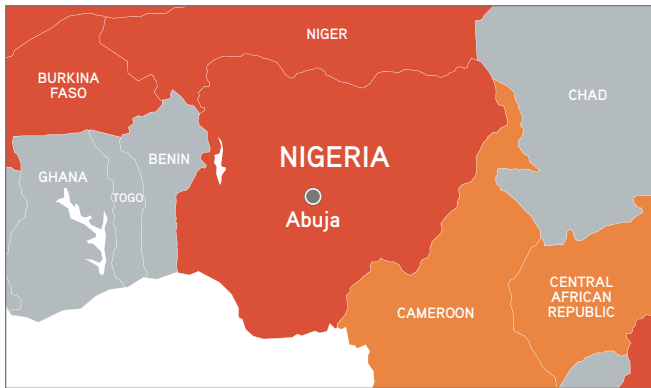 NIGER
BURKINA
FASO
CHAD
NIGERIA
BENIN
GHANA
TOGO
Abuja
CENTRAL
AFRICAN
REPUBLIC
CAMEROON